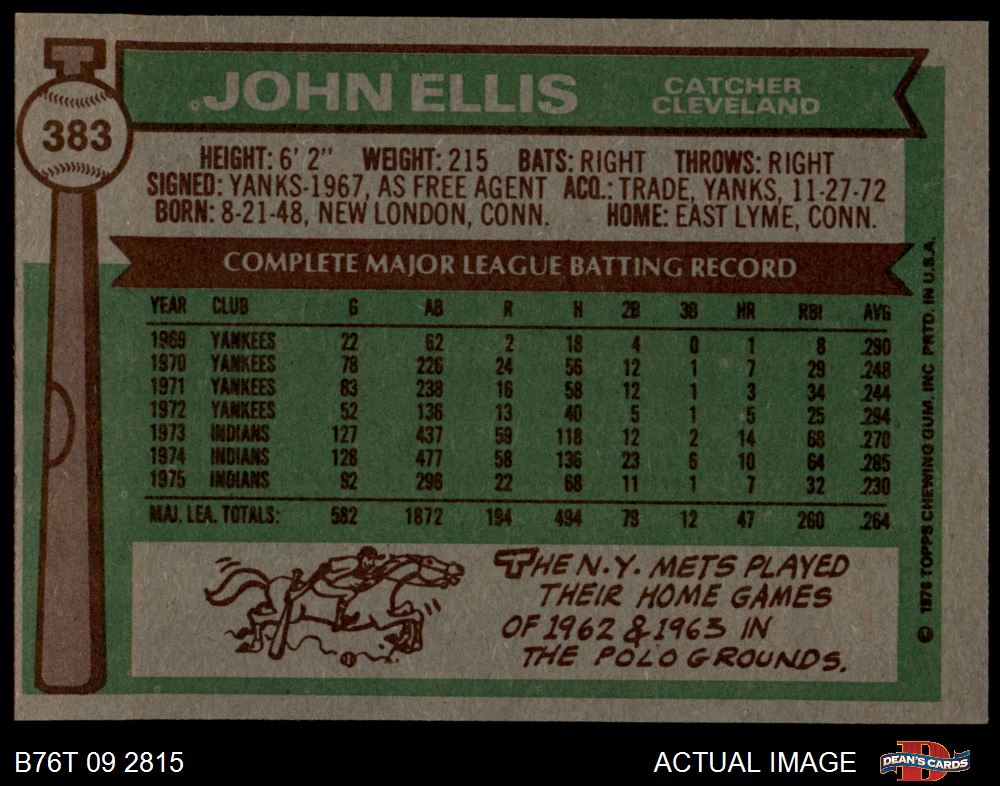 383
JOHN ELLIS
CATCHER
CLEVELAND
HEIGHT: 6' 2" WEIGHT: 215 BATS: RIGHT THROWS: RIGHT
SIGNED: YANKS-1967, AS FREE AGENT ACQ.: TRADE, YANKS, 11-27-72
BORN: 8-21-48, NEW LONDON, CONN. HOME: EAST LYME, CONN.
COMPLETE MAJOR LEAGUE BATTING RECORD
YEAR CLUB G AB R H 2B 3B HR RBI AVG
1969 YANKEES 22 62 2 18 4 0 1 8 .290
1970 YANKEES 78 226 24 56 12 1 7 29 .248
1971 YANKEES 83 238 16 58 12 1 3 34 .244
1972 YANKEES 52 136 13 40 5 1 5 25 .294
1973 INDIANS 127 437 59 118 12 2 14 68 .270
1974 INDIANS 128 477 58 136 23 6 10 64 .285
1975 INDIANS 92 296 22 68 11 1 7 32 .230
MAJ. LEA. TOTALS: 582 1872 194 494 79 12 47 260 .264
THE N.Y. METS PLAYED
THEIR HOME GAMES
OF 1962 & 1963 IN
THE POLO GROUNDS.
© 1976 TOPPS CHEWING GUM, INC PRTD. IN U.S.A.
B76T 09 2815
ACTUAL IMAGE
D
DEAN'S CARDS